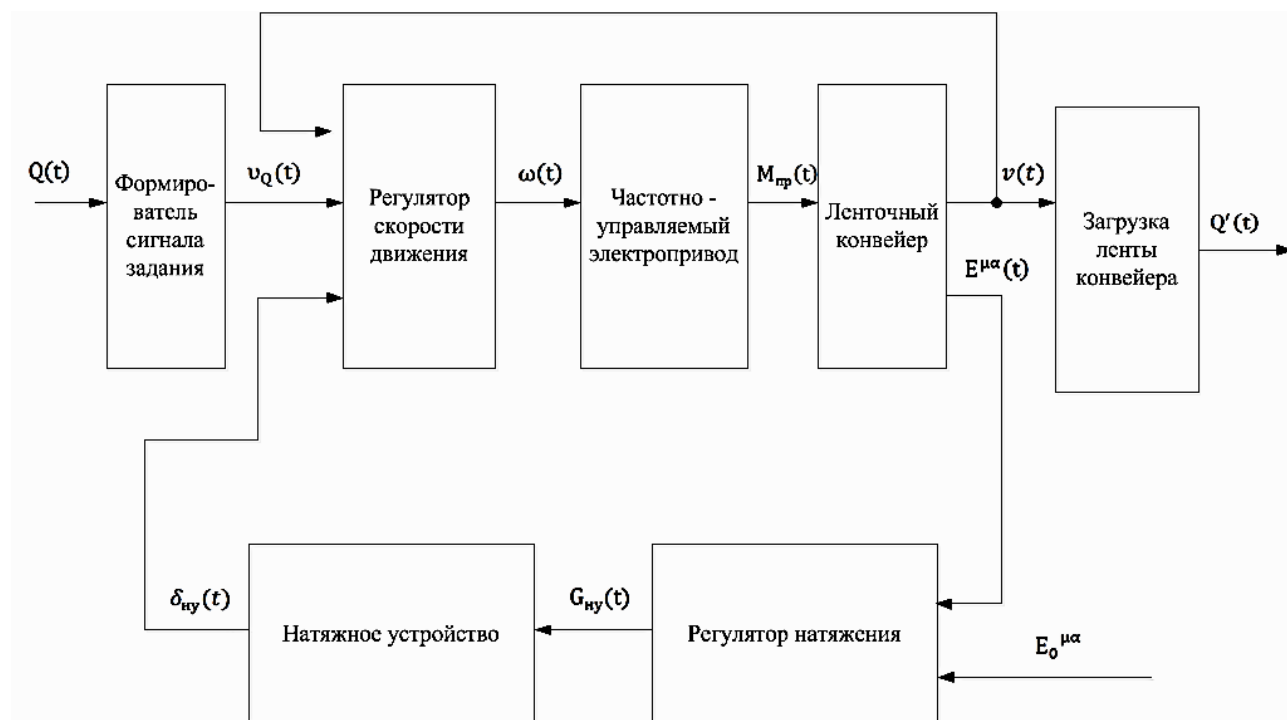 Q(t)
Формиро-
ватель
сигнала
задания
υQ(t)
Регулятор
скорости
движения
ω(t)
Частотно -
управляемый
электропривод
Mпр(t)
Ленточный
конвейер
v(t)
Eμα(t)
Загрузка
ленты
конвейера
Q′(t)
δну(t)
Натяжное устройство
Gну(t)
Регулятор натяжения
E0μα